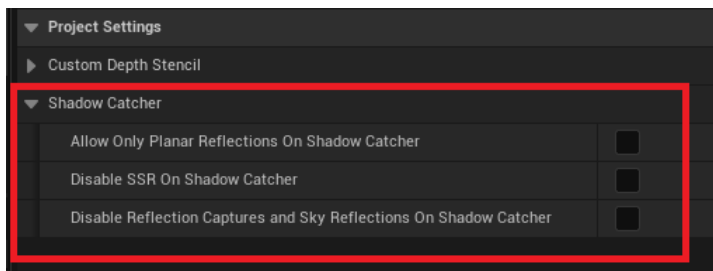 Project Settings
Custom Depth Stencil
Shadow Catcher
Allow Only Planar Reflections On Shadow Catcher
Disable SSR On Shadow Catcher
Disable Reflection Captures and Sky Reflections On Shadow Catcher